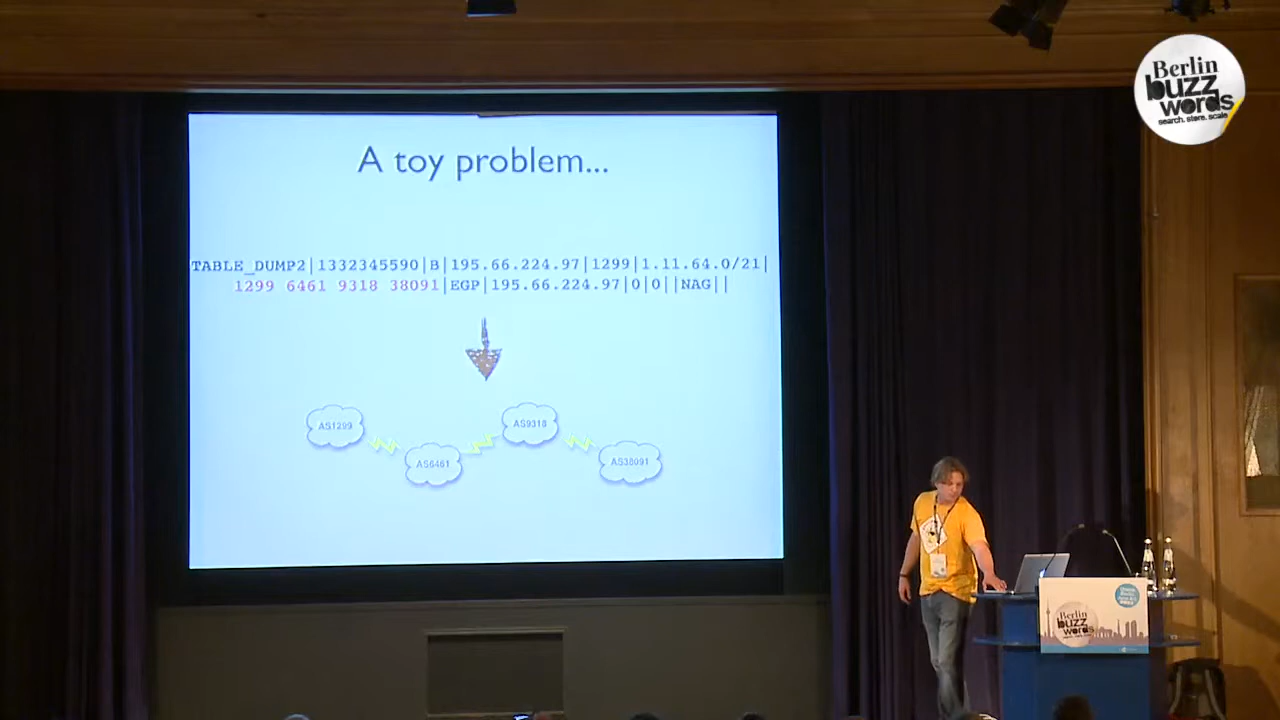 Berlin
buzz
words
search. store. scale.
A toy problem...
TABLE_DUMP2|1332345590|B|195.66.224.97|1299|1.11.64.0/21|
1299 6461 9318 38091|EGP|195.66.224.97|0|0||NAG||
AS1299
AS9318
AS6461
AS38091
Berlin
buzz
words